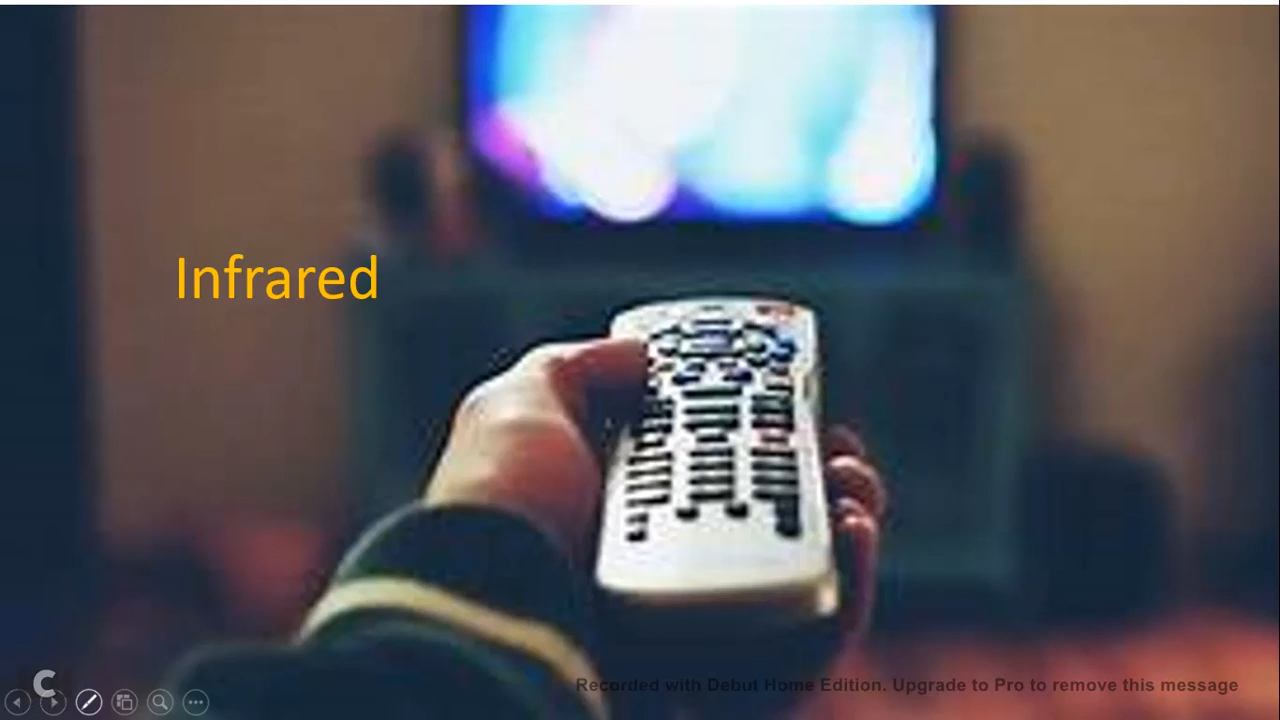 Infrared
C
Recorded with Debut Home Edition. Upgrade to Pro to remove this message